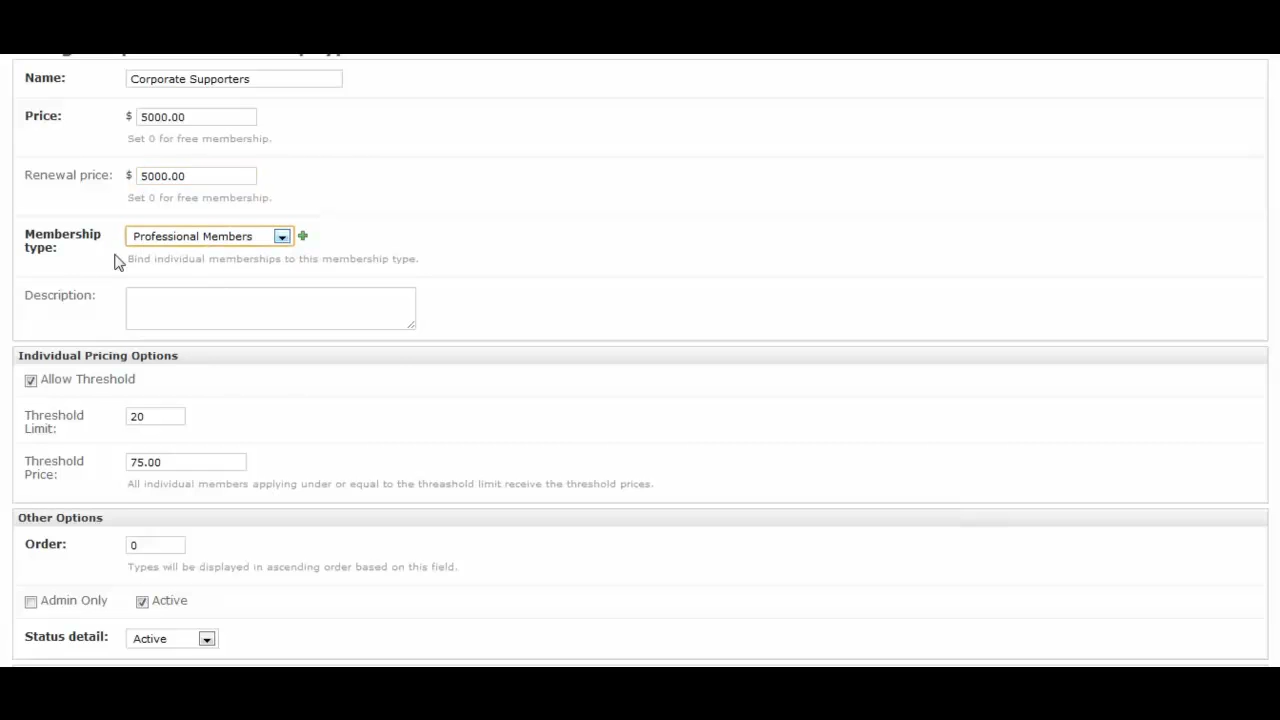 Name: Corporate Supporters
Price: $ 5000.00
Set 0 for free membership.
Renewal price: $ 5000.00
Set 0 for free membership.
Membership type: Professional Members
Bind individual memberships to this membership type.
Description:
Individual Pricing Options
Allow Threshold
Threshold Limit: 20
Threshold Price: 75.00
All individual members applying under or equal to the threashold limit receive the threshold prices.
Other Options
Order: 0
Types will be displayed in ascending order based on this field.
Admin Only Active
Status detail: Active